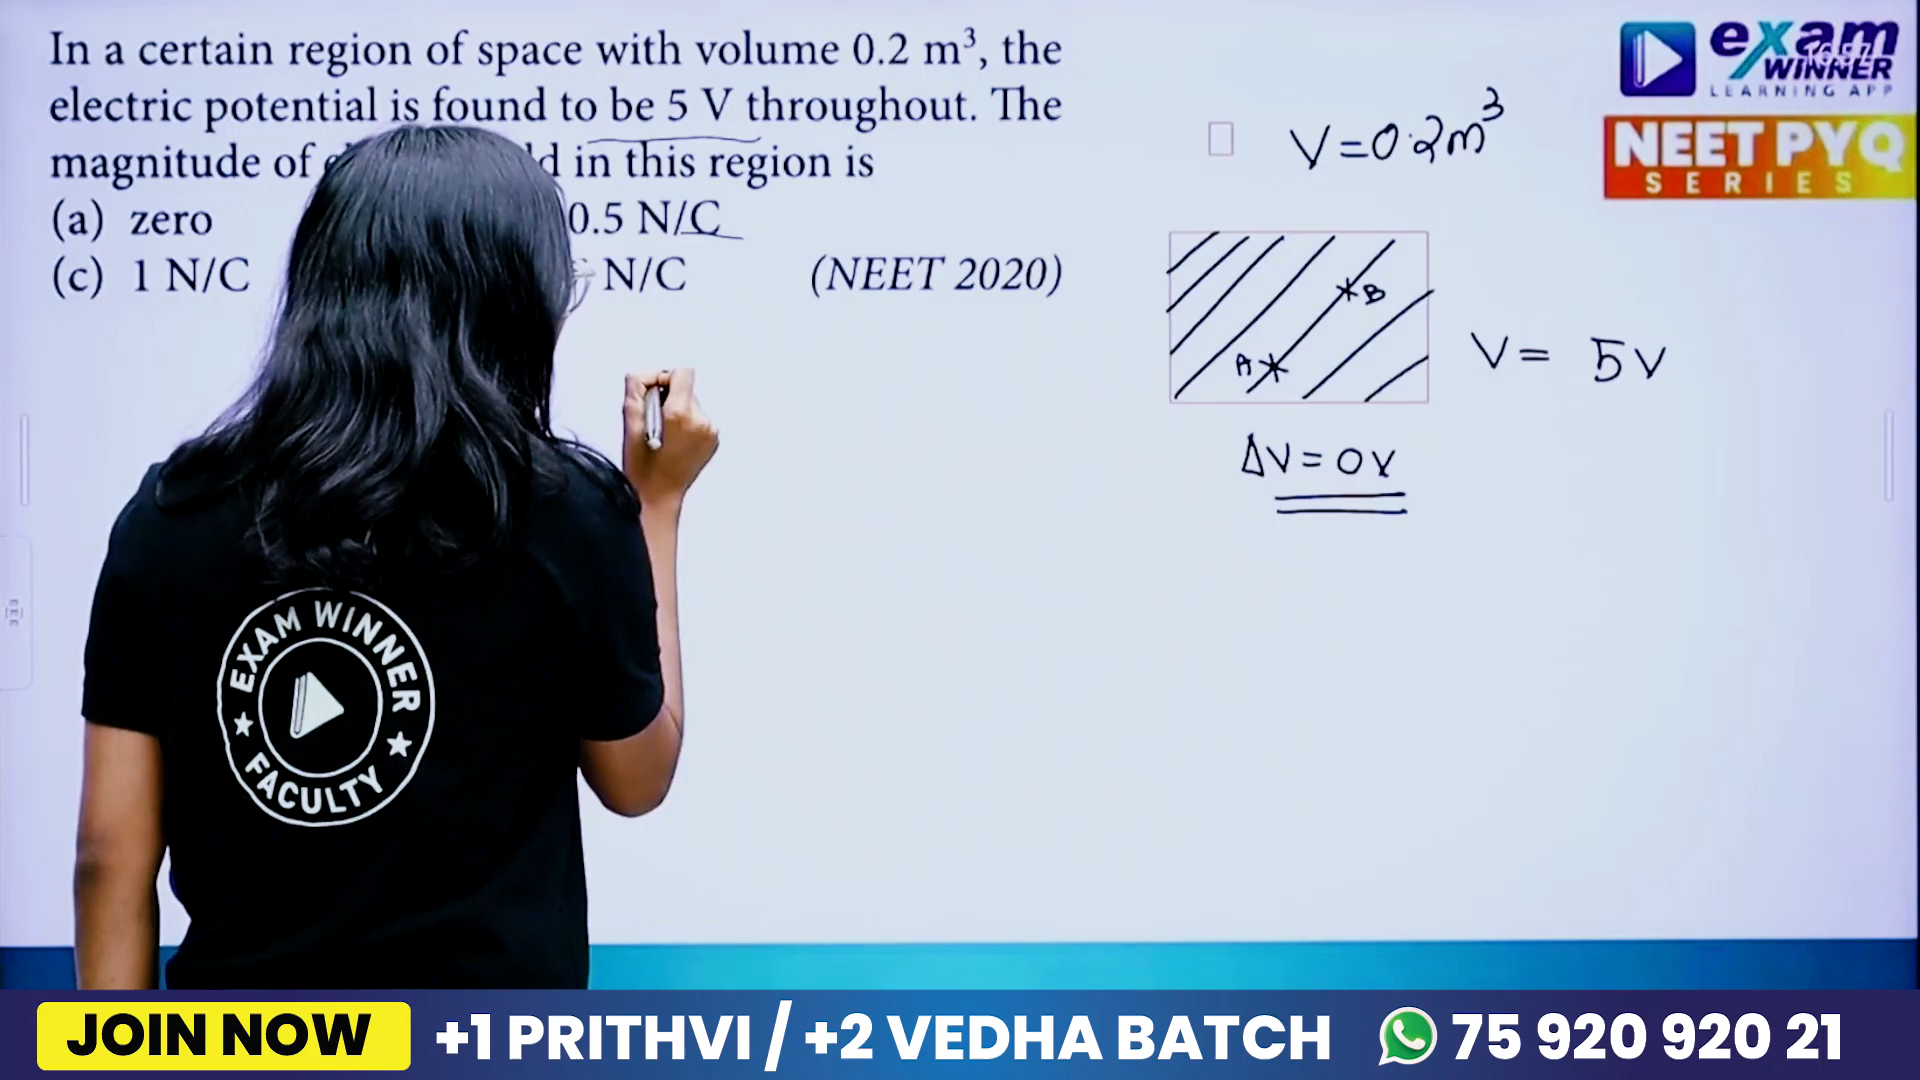 In a certain region of space with volume 0.2 m³, the
electric potential is found to be 5 V throughout. The
magnitude of d in this region is
(a) zero 0.5 N/C
(c) 1 N/C N/C (NEET 2020)
V=0.2m³
A B
V= 5V
ΔV=0V
exam
WINNER
LEARNING APP
NEET PYQ
SERIES
EXAM WINNER
★ FACULTY ★
JOIN NOW +1 PRITHVI / +2 VEDHA BATCH 75 920 920 21